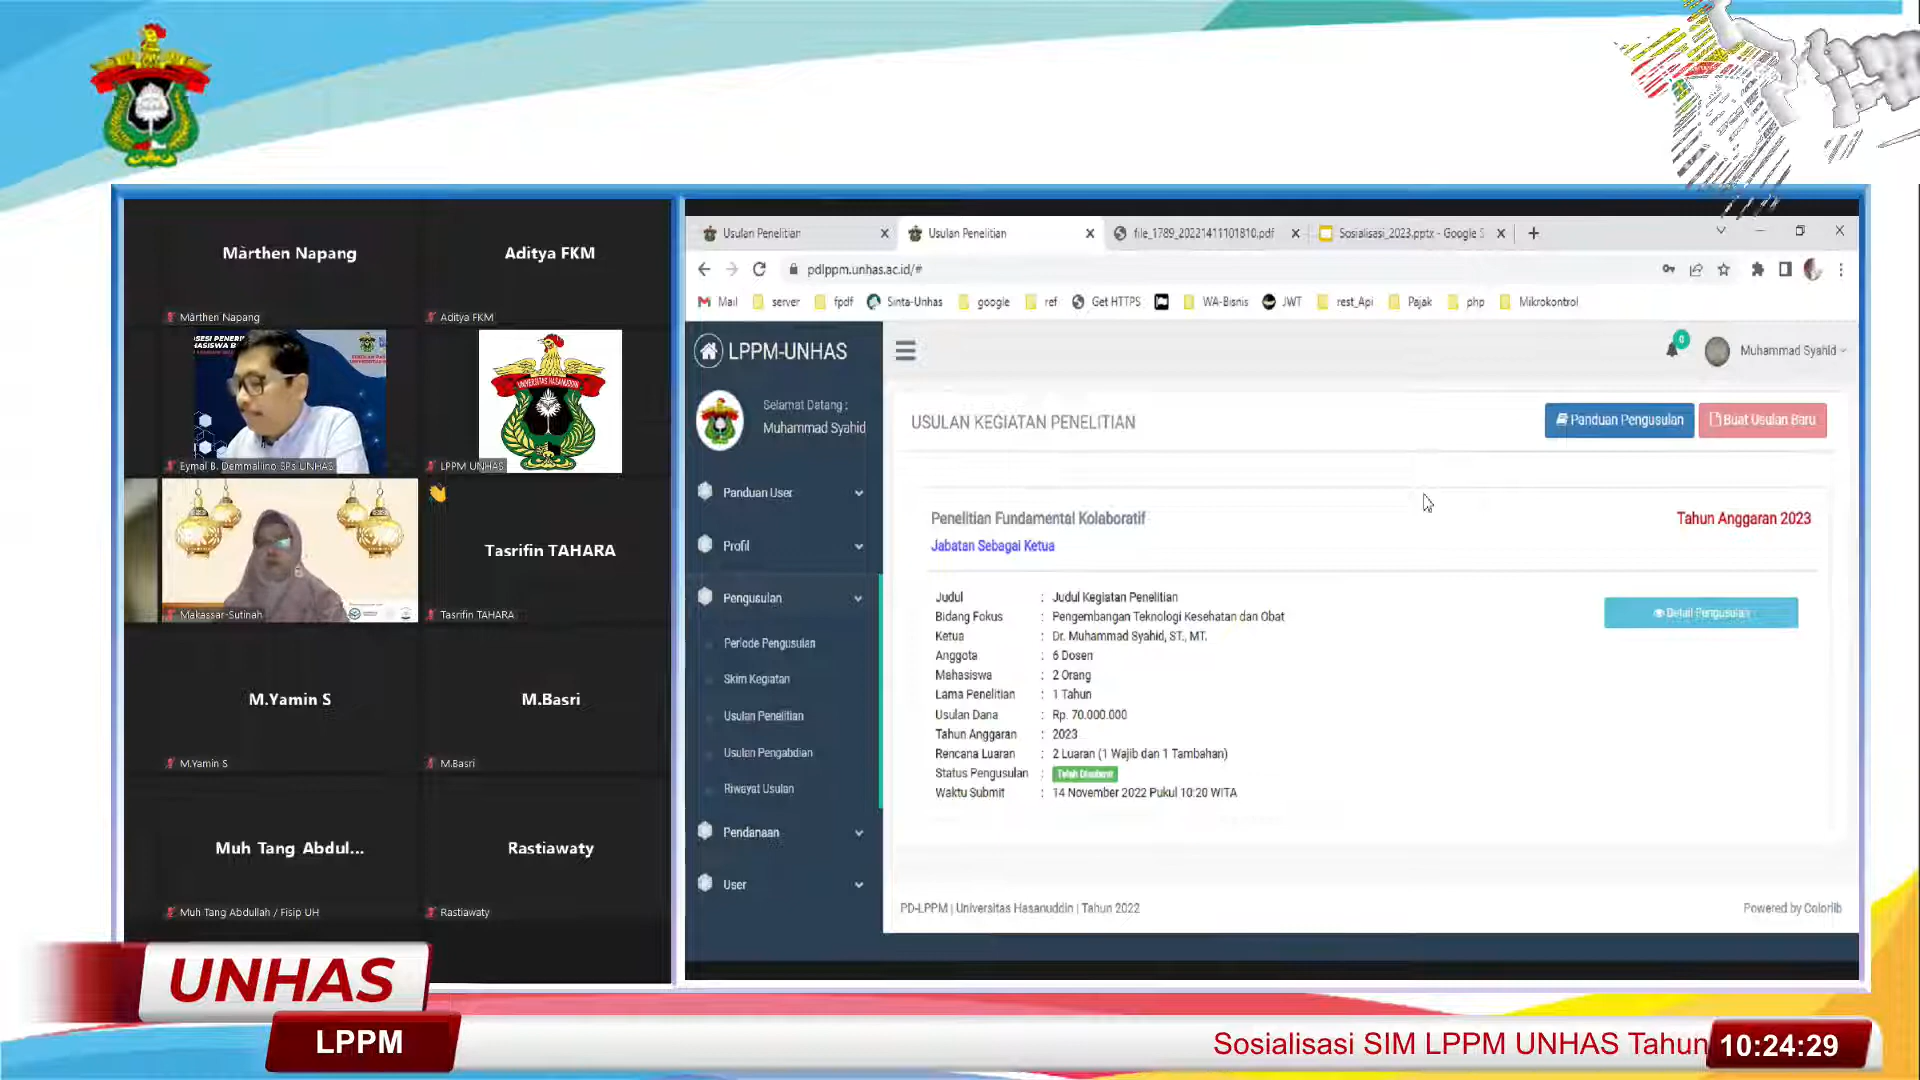 Màrthen Napang
Màrthen Napang
Aditya FKM
Aditya FKM
Eymal B. Demmallino SPs UNHAS
UNIVERSITAS HASANUDDIN
LPPM UNHAS
Makassar-Sutinah
Tasrifin TAHARA
Tasrifin TAHARA
M.Yamin S
M.Yamin S
M.Basri
M.Basri
Muh Tang Abdul...
Muh Tang Abdullah / Fisip UH
Rastiawaty
Rastiawaty
Usulan Penelitian
Usulan Penelitian
file_1789_20221411101810.pdf
Sosialisasi_2023.pptx - Google S
pdlppm.unhas.ac.id/#
Mail server fpdf Sinta-Unhas google ref Get HTTPS WA-Bisnis JWT rest_Api Pajak php Mikrokontrol
LPPM-UNHAS
0
Muhammad Syahid
Selamat Datang :
Muhammad Syahid
Panduan User
Profil
Pengusulan
Periode Pengusulan
Skim Kegiatan
Usulan Penelitian
Usulan Pengabdian
Riwayat Usulan
Pendanaan
User
USULAN KEGIATAN PENELITIAN
Panduan Pengusulan
Buat Usulan Baru
Penelitian Fundamental Kolaboratif
Tahun Anggaran 2023
Jabatan Sebagai Ketua
Judul : Judul Kegiatan Penelitian
Bidang Fokus : Pengembangan Teknologi Kesehatan dan Obat
Ketua : Dr. Muhammad Syahid, ST., MT.
Anggota : 6 Dosen
Mahasiswa : 2 Orang
Lama Penelitian : 1 Tahun
Usulan Dana : Rp. 70.000.000
Tahun Anggaran : 2023
Rencana Luaran : 2 Luaran (1 Wajib dan 1 Tambahan)
Status Pengusulan : Telah Disubmit
Waktu Submit : 14 November 2022 Pukul 10:20 WITA
Detail Pengusulan
PD-LPPM | Universitas Hasanuddin | Tahun 2022
Powered by Colorlib
UNHAS
LPPM
Sosialisasi SIM LPPM UNHAS Tahun
10:24:29